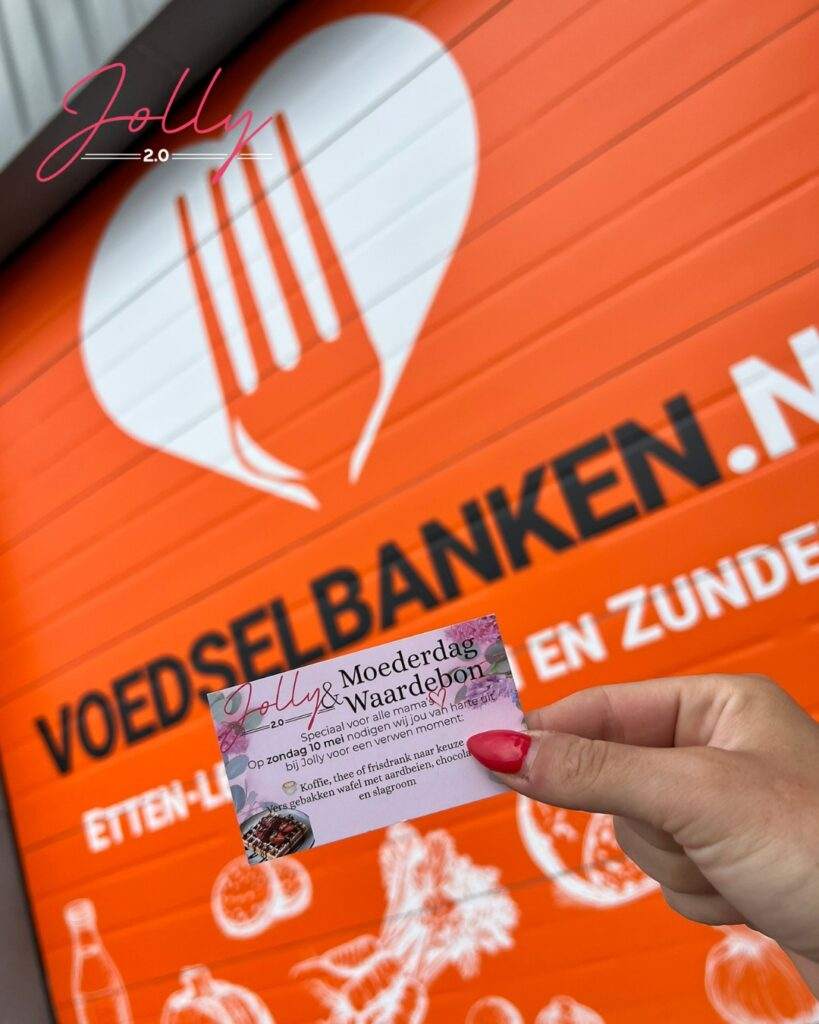 Jolly
2.0
VOEDSELBANKEN.N
ETTEN-LE
N EN ZUNDE
Jolly & Moederdag
2.0 Waardebon
Speciaal voor alle mama's
Op zondag 10 mei nodigen wij jou van harte uit
bij Jolly voor een verwen moment:
Koffie, thee of frisdrank naar keuze
Vers gebakken wafel met aardbeien, chocola
en slagroom